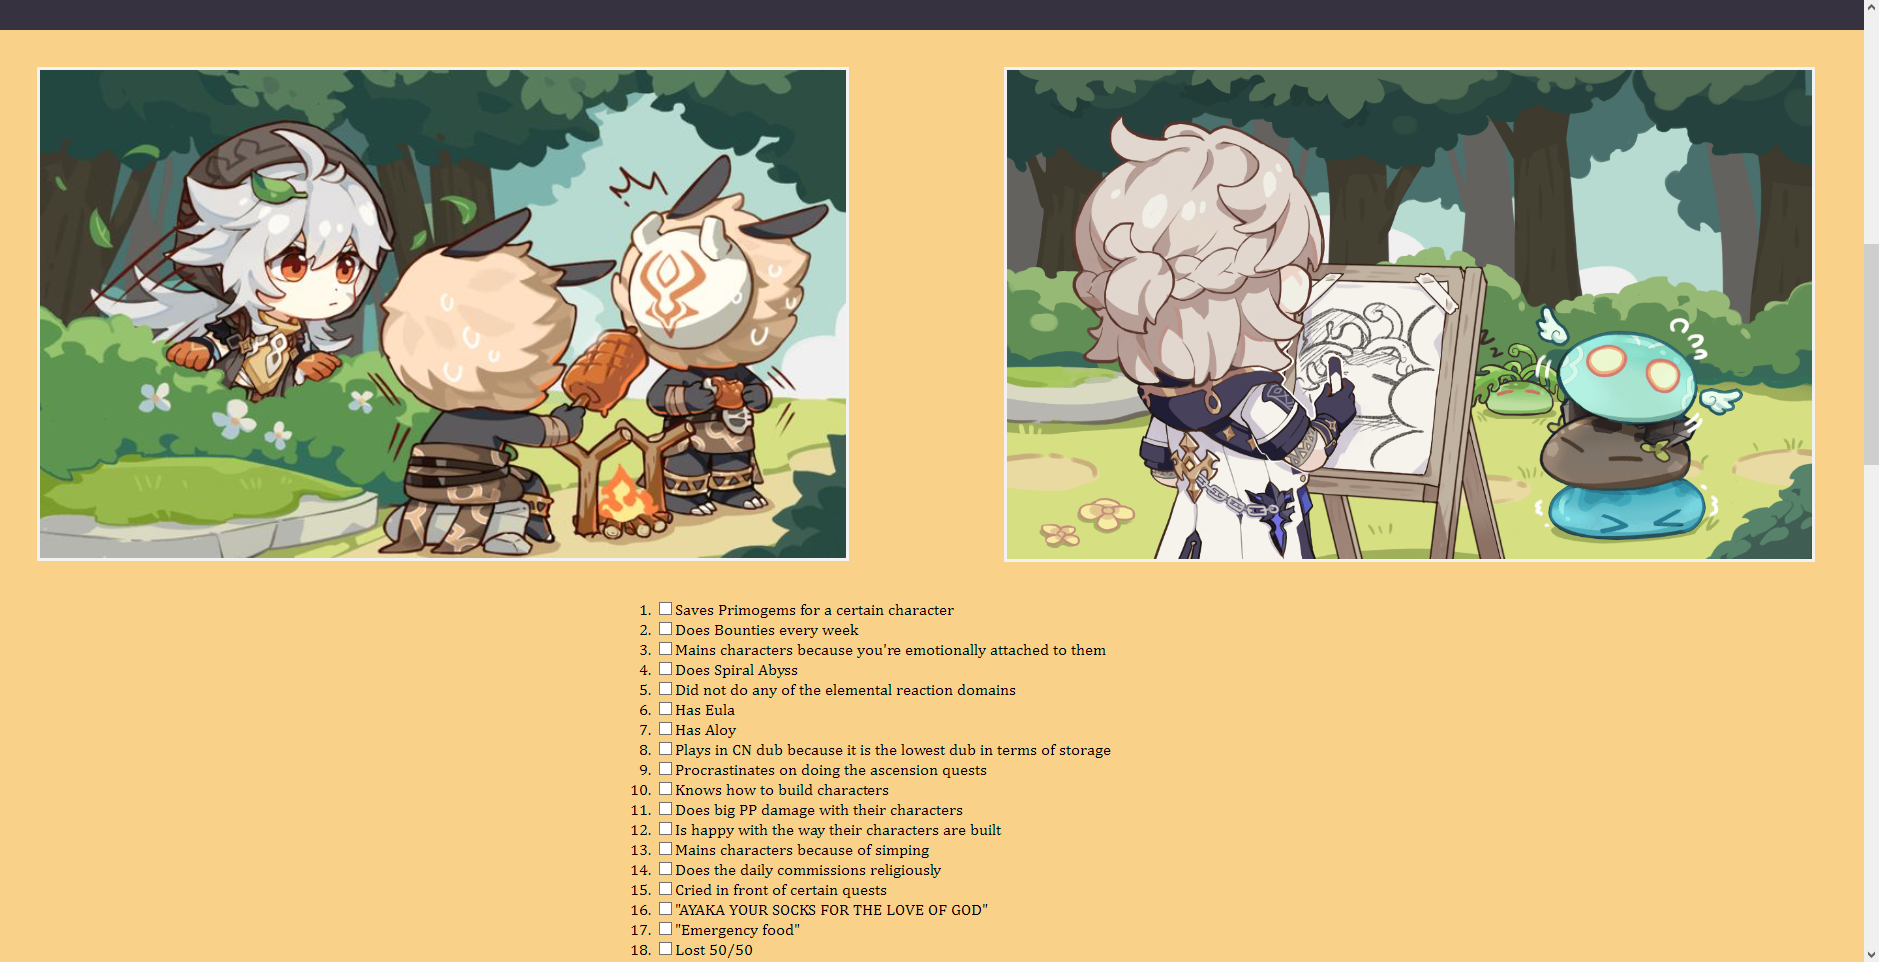 1. Saves Primogems for a certain character
2. Does Bounties every week
3. Mains characters because you're emotionally attached to them
4. Does Spiral Abyss
5. Did not do any of the elemental reaction domains
6. Has Eula
7. Has Aloy
8. Plays in CN dub because it is the lowest dub in terms of storage
9. Procrastinates on doing the ascension quests
10. Knows how to build characters
11. Does big PP damage with their characters
12. Is happy with the way their characters are built
13. Mains characters because of simping
14. Does the daily commissions religiously
15. Cried in front of certain quests
16. "AYAKA YOUR SOCKS FOR THE LOVE OF GOD"
17. "Emergency food"
18. Lost 50/50